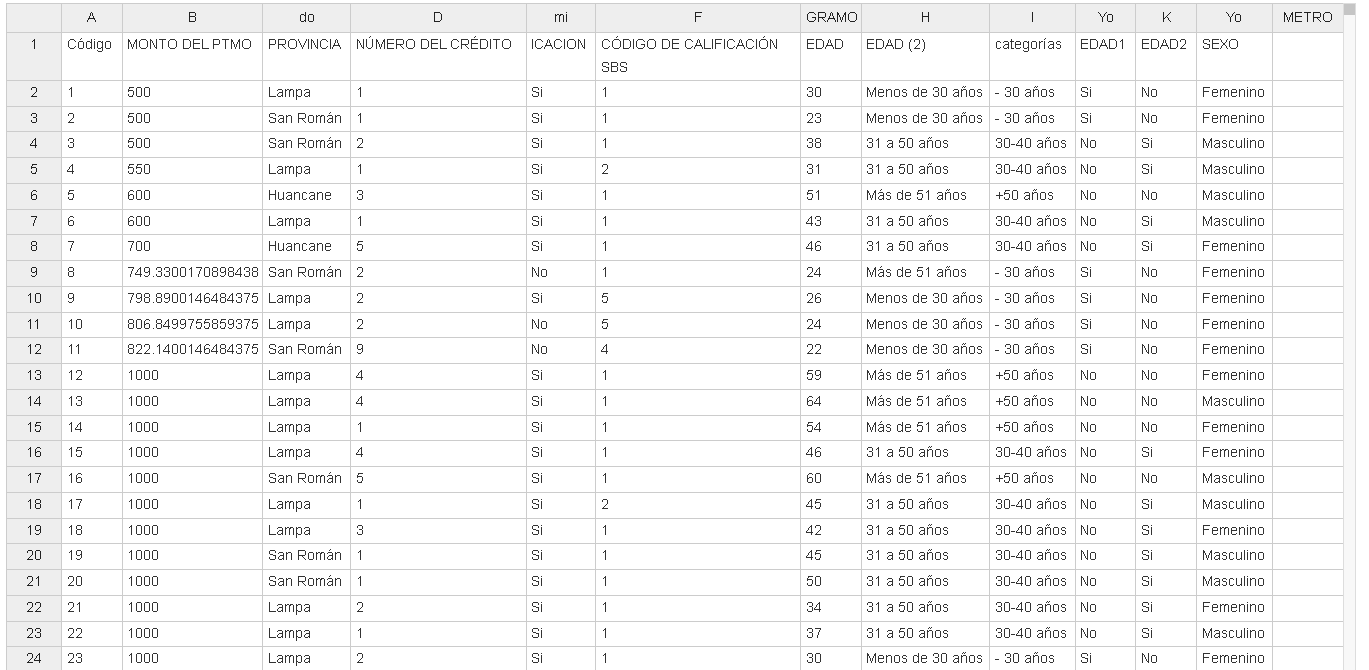 A B do D mi F GRAMO H I Yo K Yo METRO
1 Código MONTO DEL PTMO PROVINCIA NÚMERO DEL CRÉDITO ICACION CÓDIGO DE CALIFICACIÓN SBS EDAD EDAD (2) categorías EDAD1 EDAD2 SEXO
2 1 500 Lampa 1 Si 1 30 Menos de 30 años - 30 años Si No Femenino
3 2 500 San Román 1 Si 1 23 Menos de 30 años - 30 años Si No Femenino
4 3 500 San Román 2 Si 1 38 31 a 50 años 30-40 años No Si Masculino
5 4 550 Lampa 1 Si 2 31 31 a 50 años 30-40 años No Si Masculino
6 5 600 Huancane 3 Si 1 51 Más de 51 años +50 años No No Masculino
7 6 600 Lampa 1 Si 1 43 31 a 50 años 30-40 años No Si Masculino
8 7 700 Huancane 5 Si 1 46 31 a 50 años 30-40 años No Si Femenino
9 8 749.3300170898438 San Román 2 No 1 24 Más de 51 años - 30 años Si No Femenino
10 9 798.8900146484375 Lampa 2 Si 5 26 Menos de 30 años - 30 años Si No Femenino
11 10 806.8499755859375 Lampa 2 No 5 24 Menos de 30 años - 30 años Si No Femenino
12 11 822.1400146484375 San Román 9 No 4 22 Menos de 30 años - 30 años Si No Femenino
13 12 1000 Lampa 4 Si 1 59 Más de 51 años +50 años No No Femenino
14 13 1000 Lampa 4 Si 1 64 Más de 51 años +50 años No No Masculino
15 14 1000 Lampa 1 Si 1 54 Más de 51 años +50 años No No Femenino
16 15 1000 Lampa 4 Si 1 46 31 a 50 años 30-40 años No Si Femenino
17 16 1000 San Román 5 Si 1 60 Más de 51 años +50 años No No Masculino
18 17 1000 Lampa 1 Si 2 45 31 a 50 años 30-40 años No Si Masculino
19 18 1000 Lampa 3 Si 1 42 31 a 50 años 30-40 años No Si Femenino
20 19 1000 San Román 1 Si 1 45 31 a 50 años 30-40 años No Si Masculino
21 20 1000 San Román 1 Si 1 50 31 a 50 años 30-40 años No Si Masculino
22 21 1000 Lampa 2 Si 1 34 31 a 50 años 30-40 años No Si Femenino
23 22 1000 Lampa 1 Si 1 37 31 a 50 años 30-40 años No Si Masculino
24 23 1000 Lampa 2 Si 1 30 Menos de 30 años - 30 años Si No Femenino